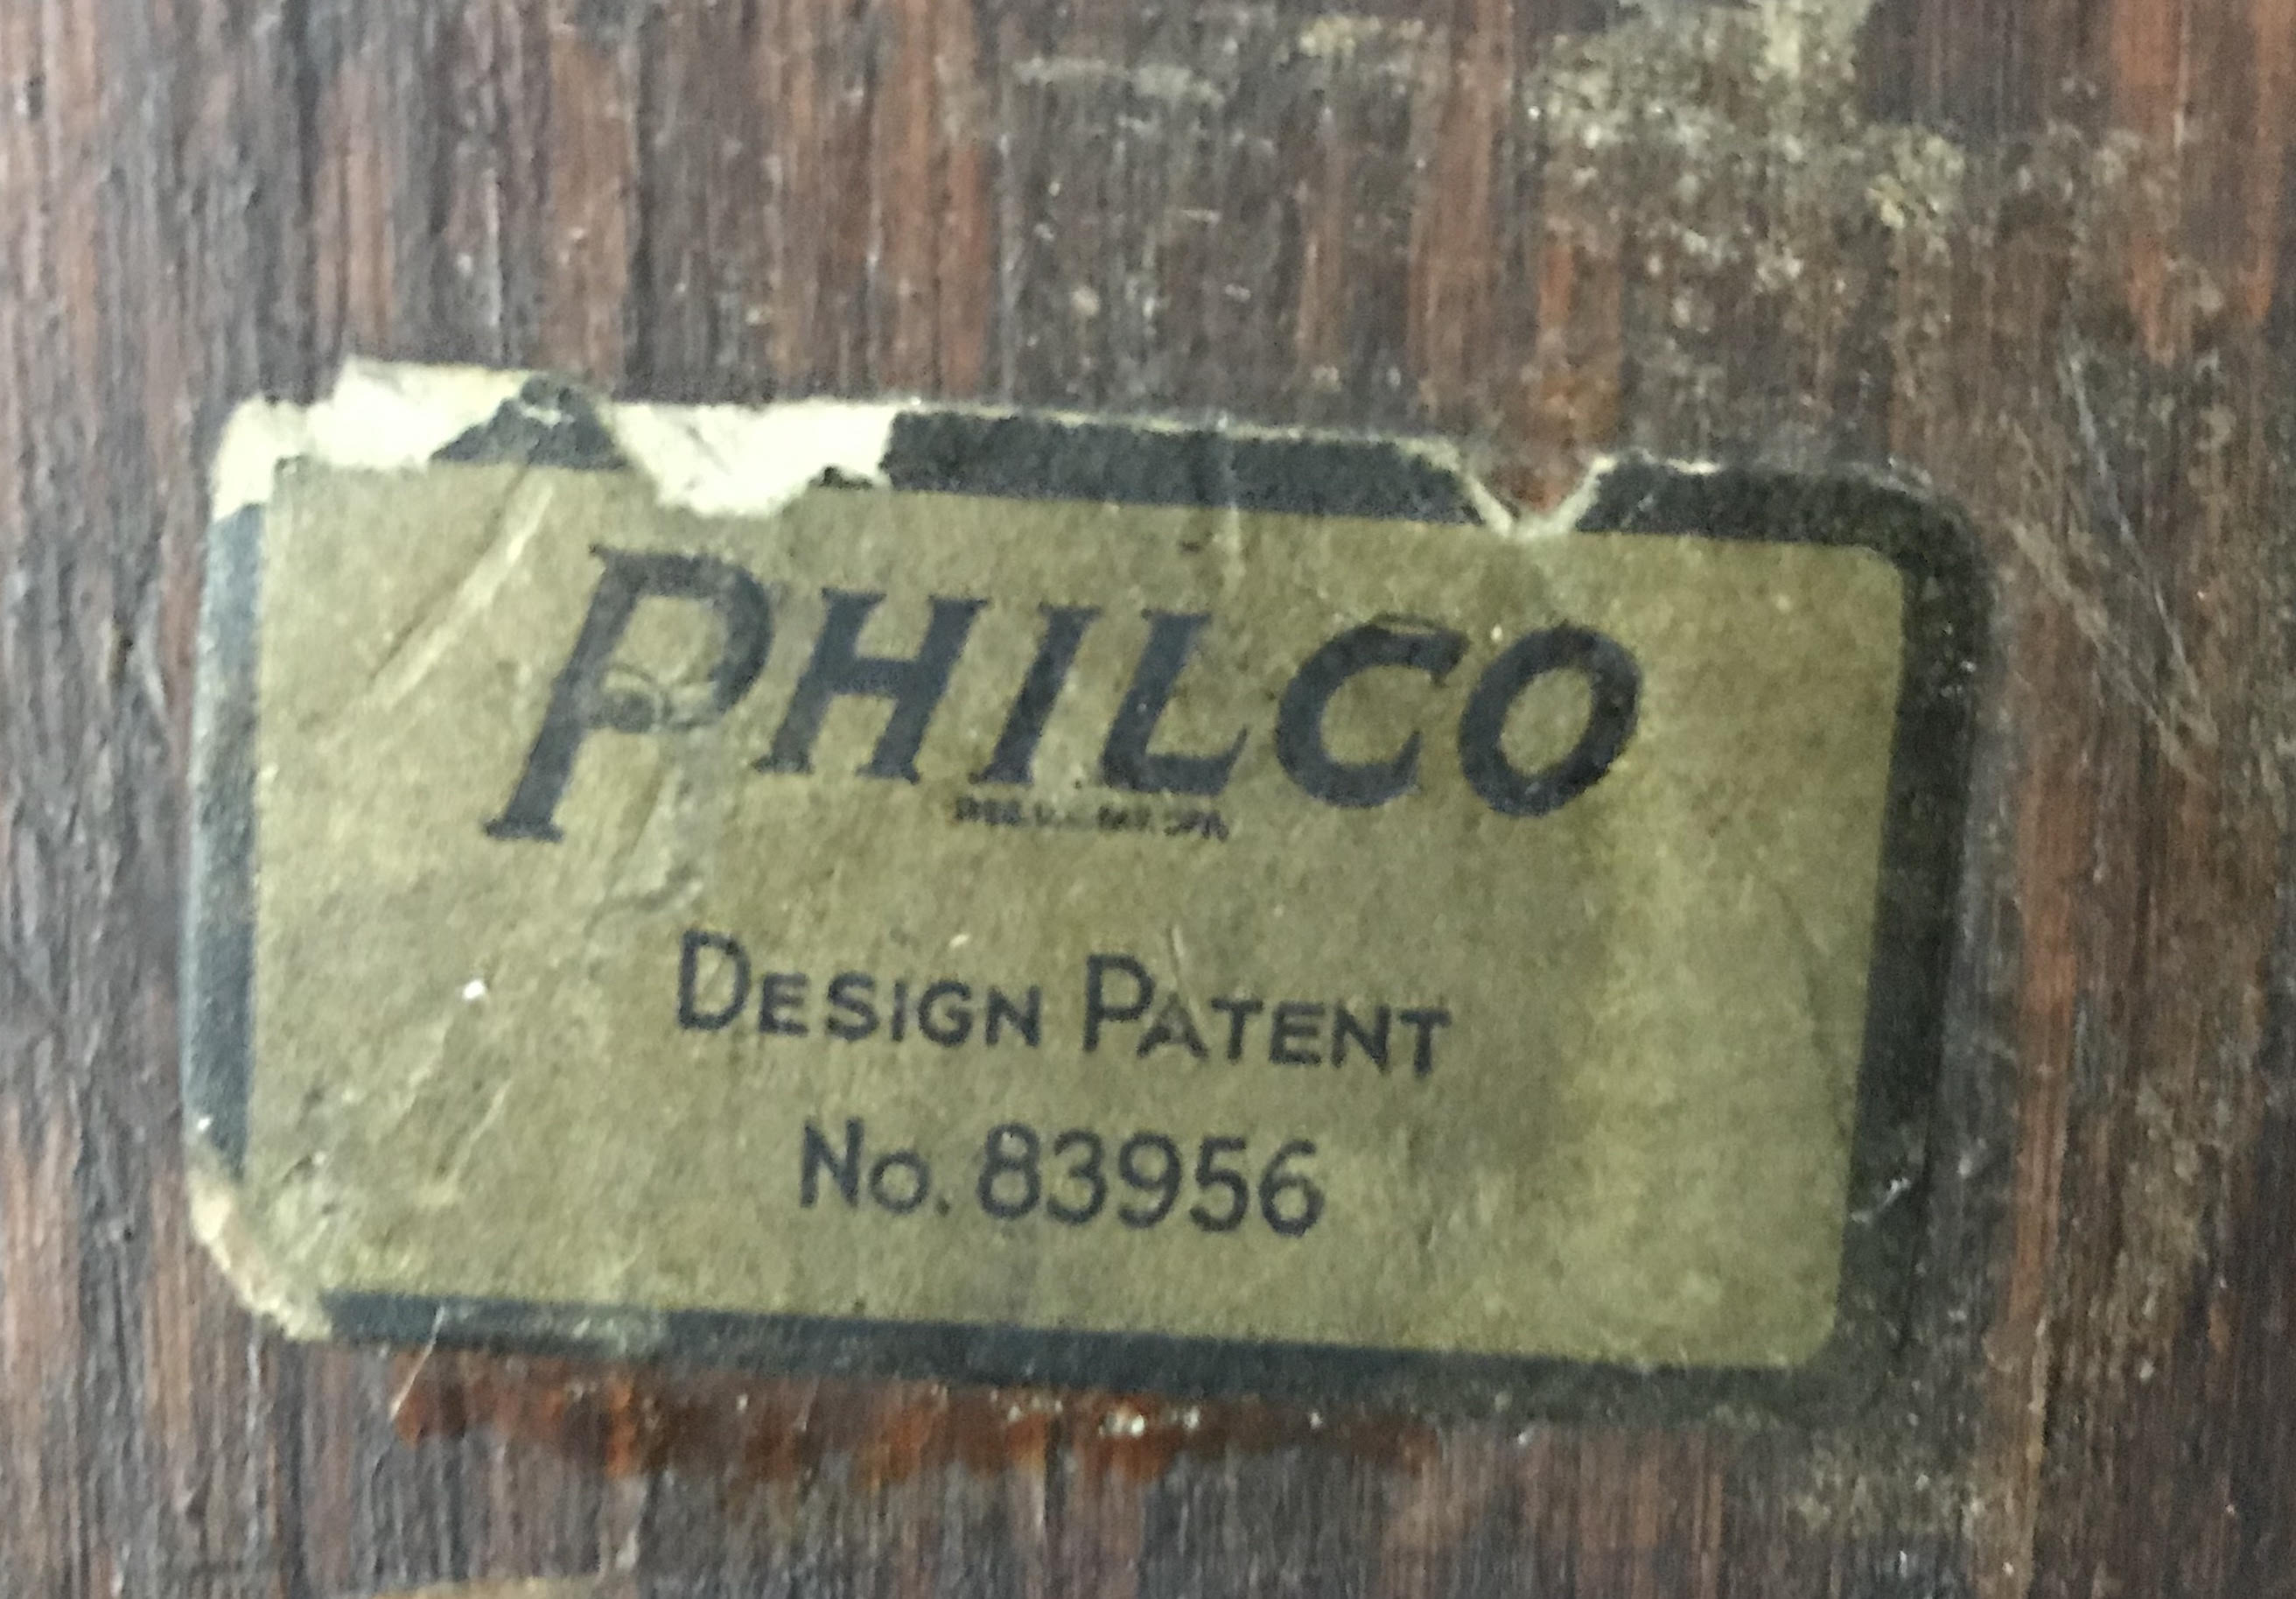 PHILCO
DESIGN PATENT
No. 83956